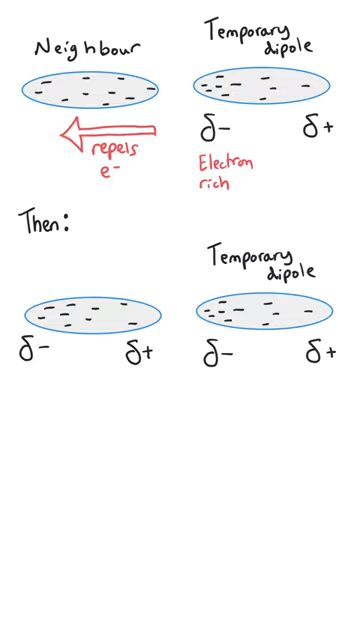 Neighbour
Temporary
dipole
δ- δ+
repels
e-
Electron
rich
Then:
Temporary
dipole
δ- δ+ δ- δ+